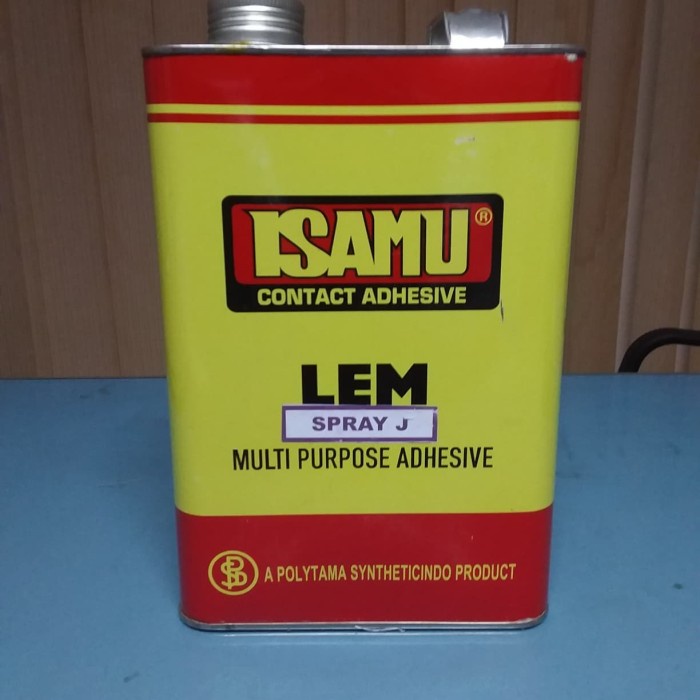 ISAMU®
CONTACT ADHESIVE
LEM
SPRAY J
MULTI PURPOSE ADHESIVE
A POLYTAMA SYNTHETICINDO PRODUCT